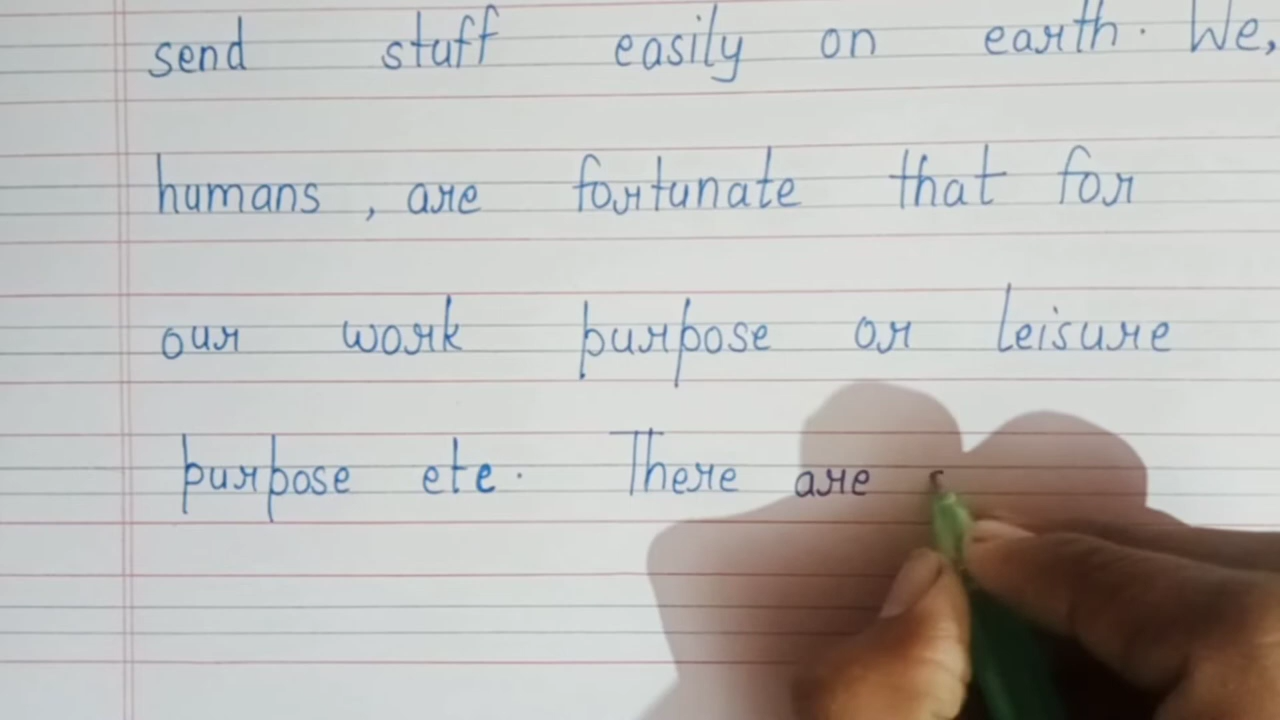 send stuff easily on earth. We,
humans, are fortunate that for
our work purpose or leisure
purpose ete. There are